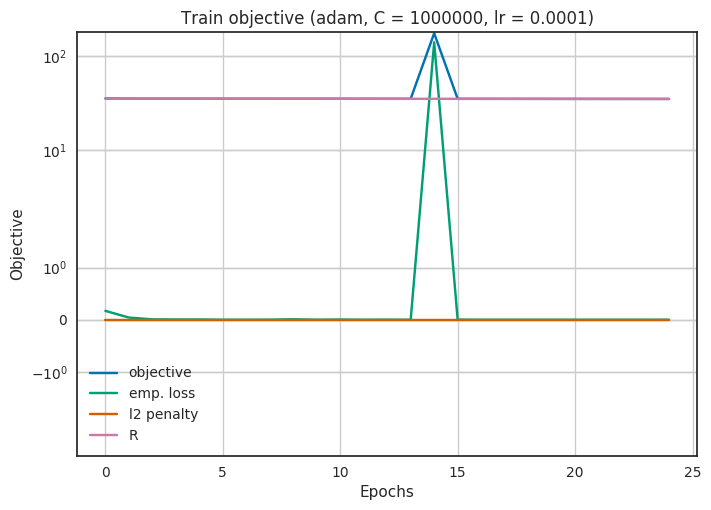 Train objective (adam, C = 1000000, lr = 0.0001)
Objective
10²
10¹
10⁰
0
−10⁰
objective
emp. loss
l2 penalty
R
0 5 10 15 20 25
Epochs